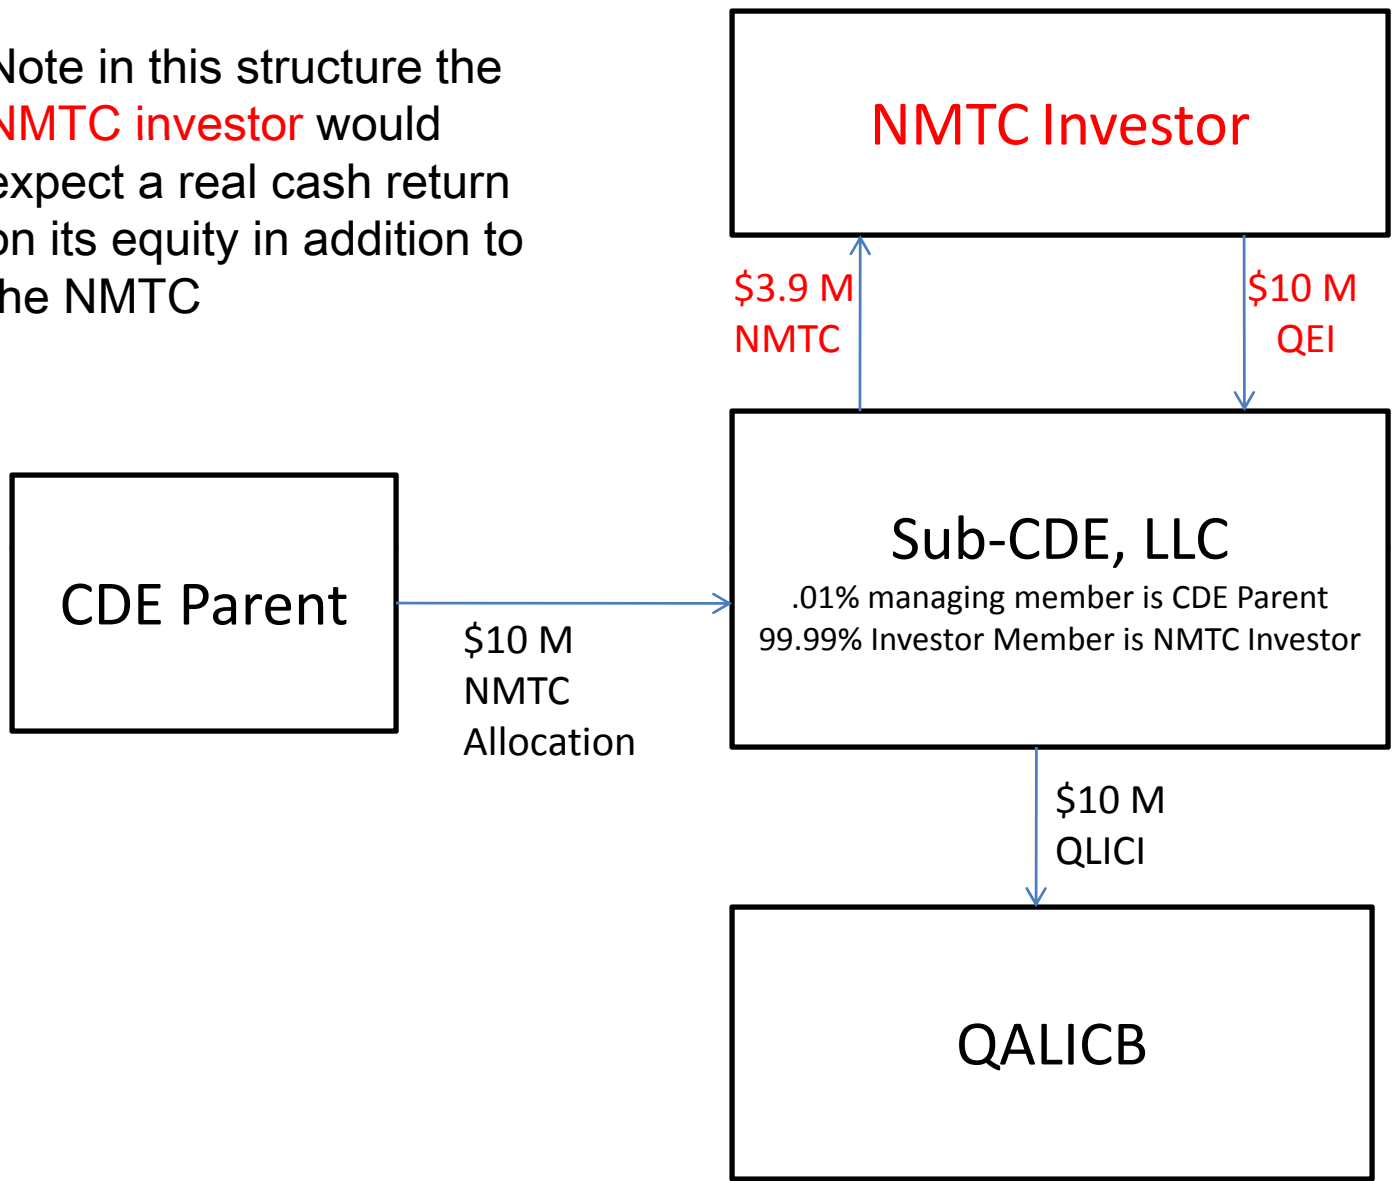 Note in this structure the
NMTC investor would
expect a real cash return
on its equity in addition to
the NMTC
NMTC Investor
$3.9 M
NMTC
$10 M
QEI
CDE Parent
$10 M
NMTC
Allocation
Sub-CDE, LLC
.01% managing member is CDE Parent
99.99% Investor Member is NMTC Investor
$10 M
QLICI
QALICB